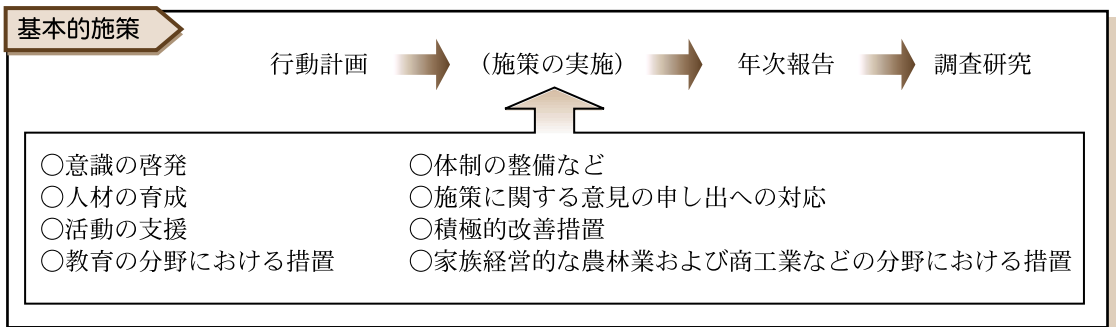 基本的施策
行動計画 （施策の実施） 年次報告 調査研究
○意識の啓発
○人材の育成
○活動の支援
○教育の分野における措置
○体制の整備など
○施策に関する意見の申し出への対応
○積極的改善措置
○家族経営的な農林業および商工業などの分野における措置